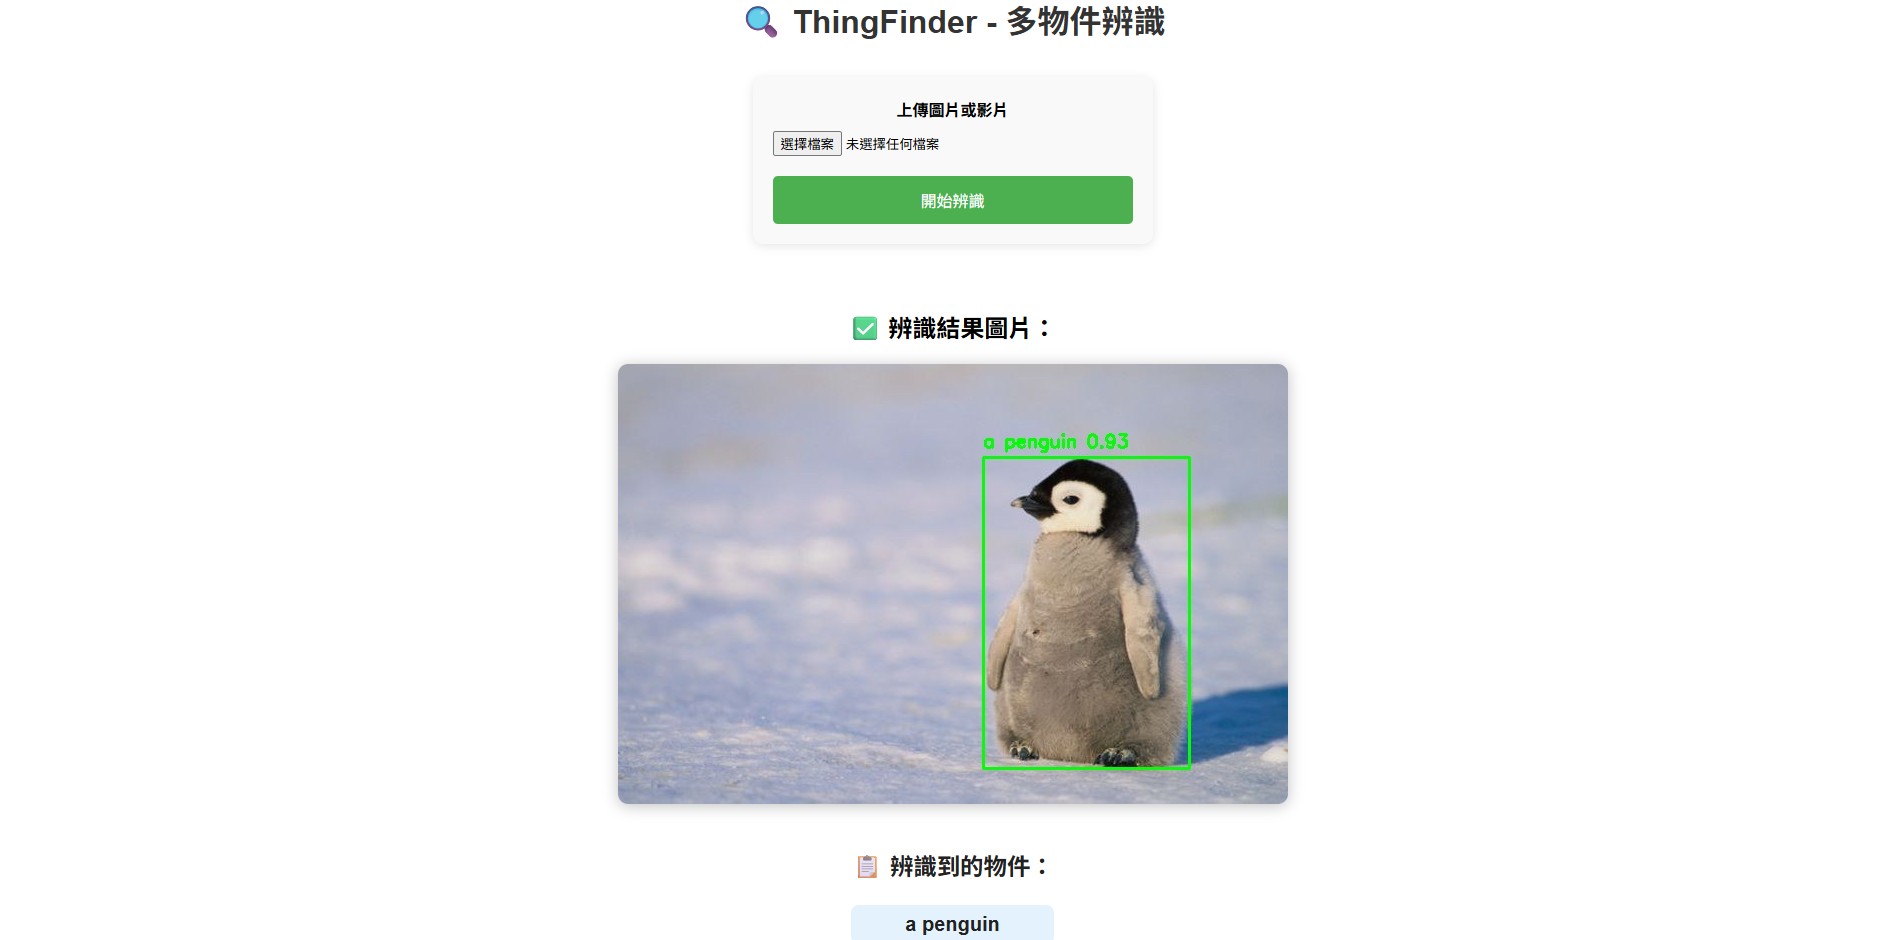 ThingFinder - 多物件辨識
上傳圖片或影片
選擇檔案 未選擇任何檔案
開始辨識
辨識結果圖片：
a penguin 0.93
辨識到的物件：
a penguin